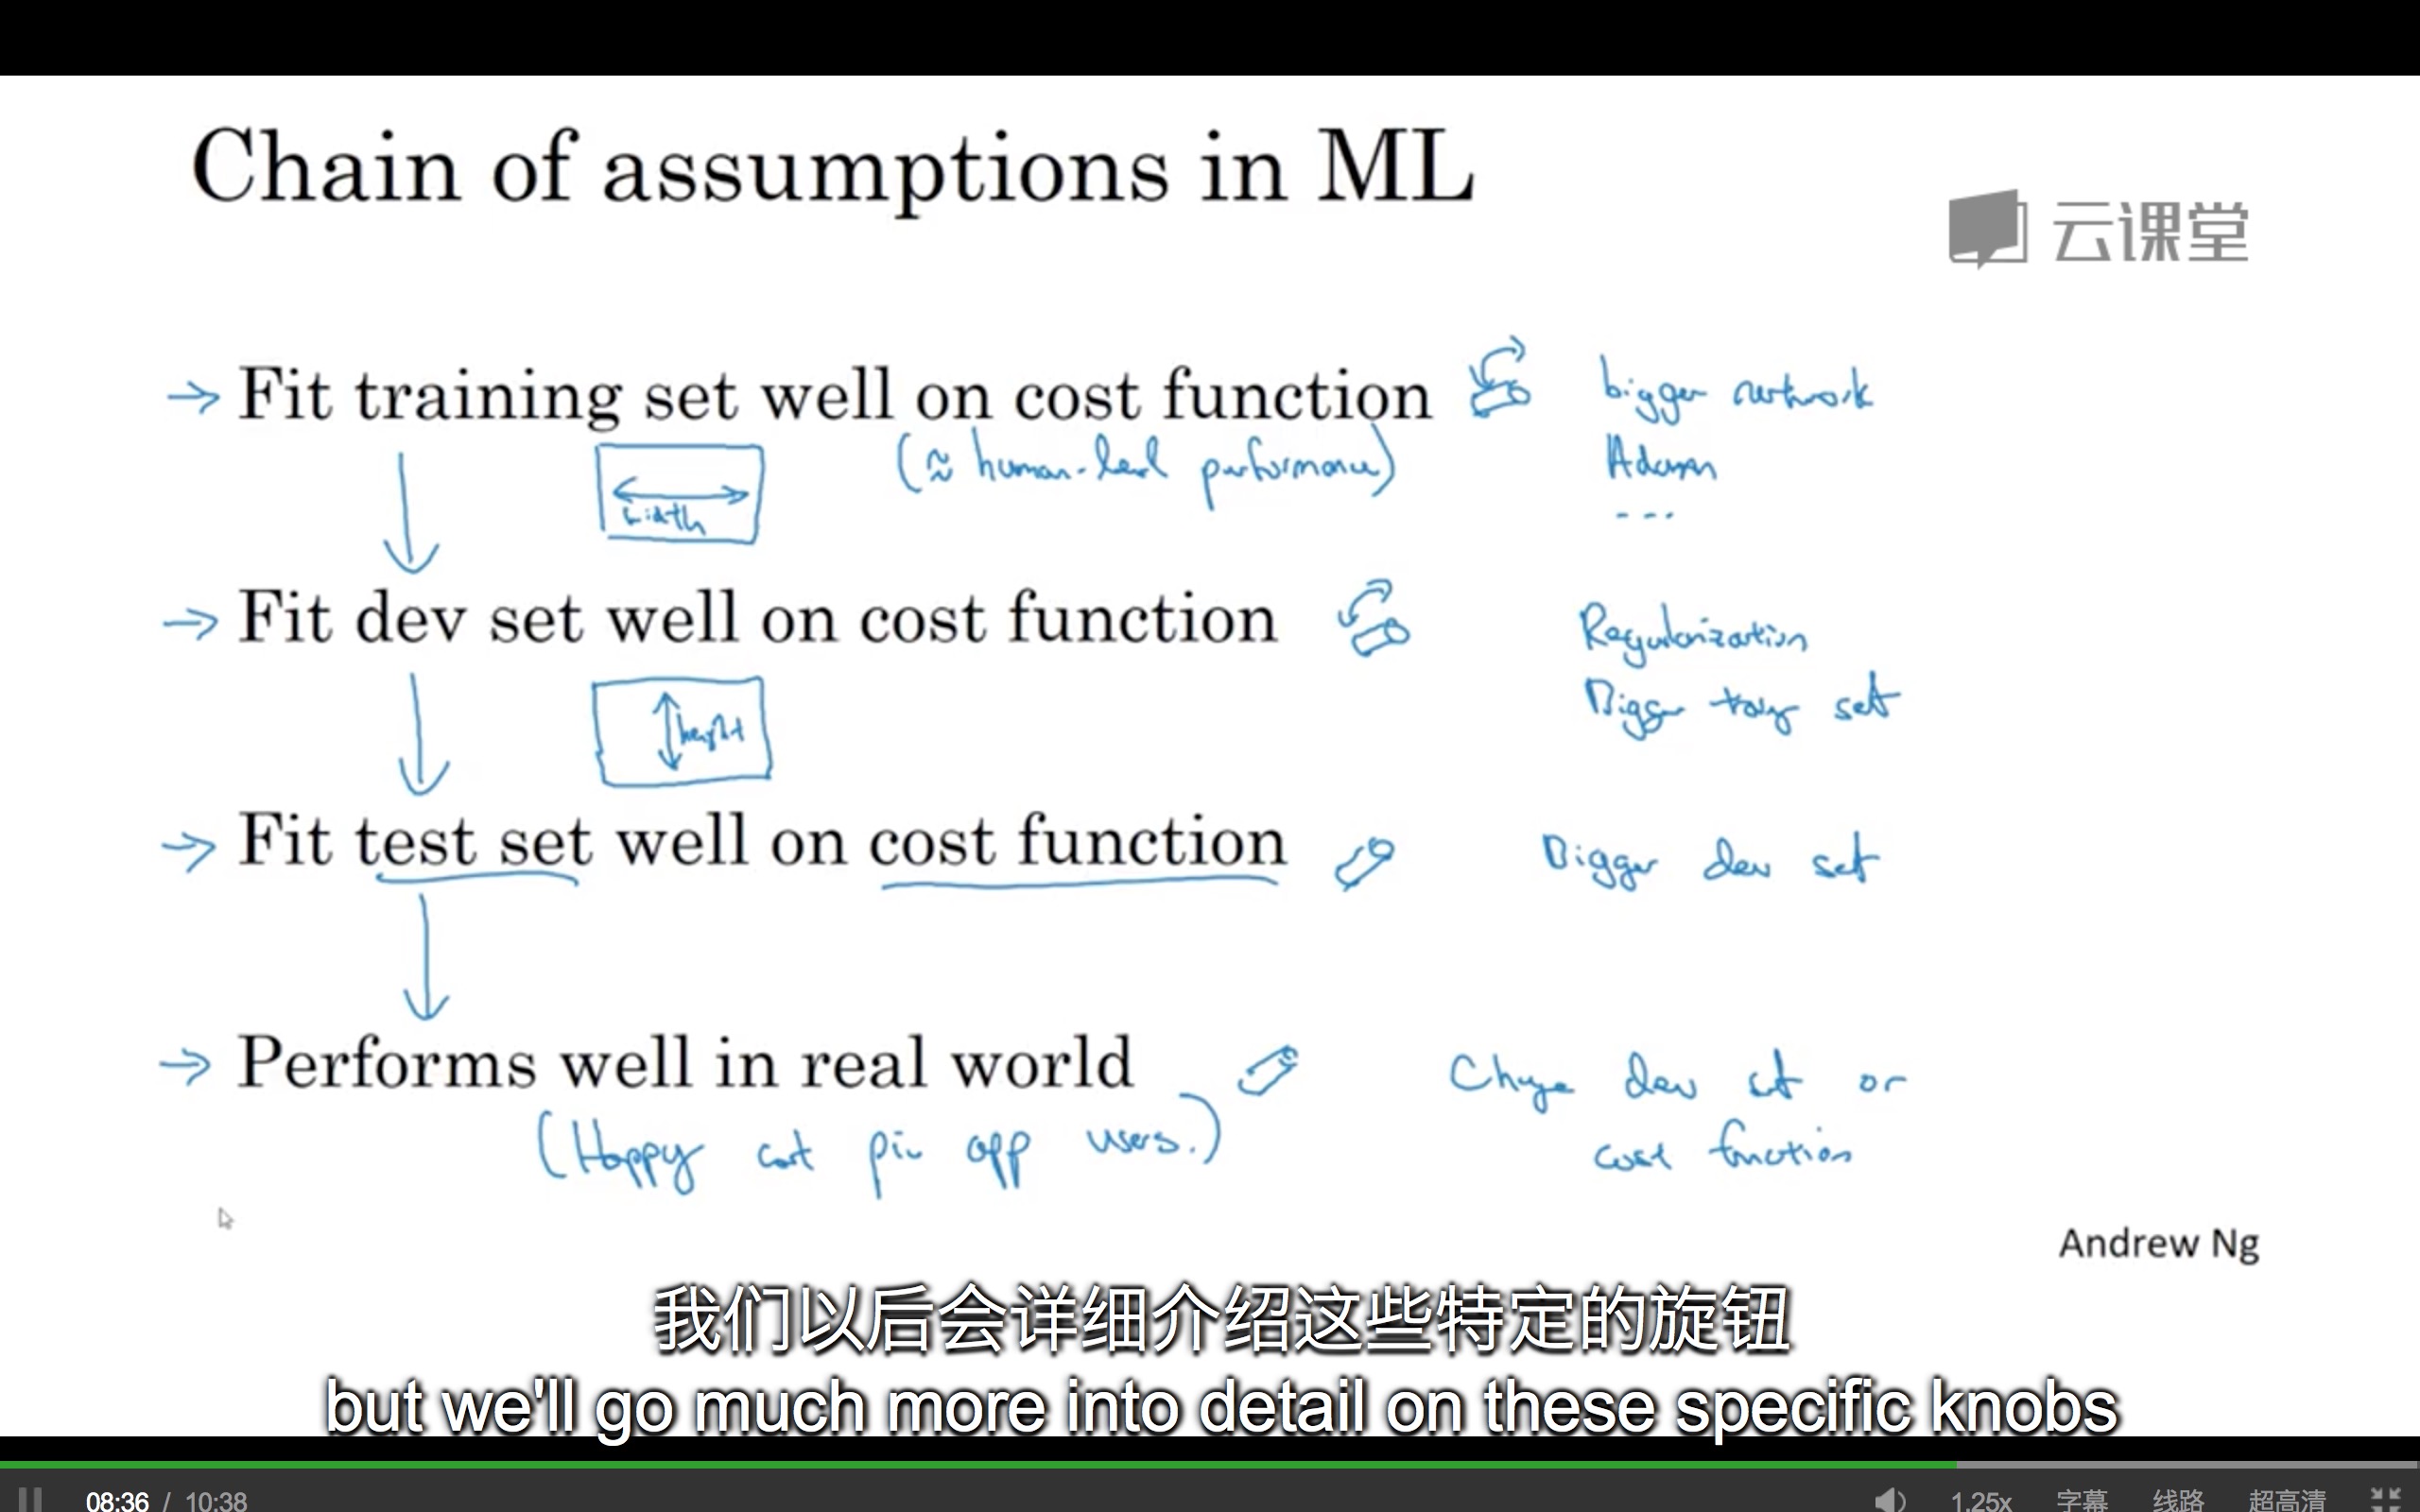 Chain of assumptions in ML
云课堂
→ Fit training set well on cost function
bigger network
(≈ human-level performance)
Adam
width
...
→ Fit dev set well on cost function
Regularization
Bigger training set
height
→ Fit test set well on cost function
Bigger dev set
→ Performs well in real world
Change dev set or
(Happy cat pic app users.)
cost function
Andrew Ng
我们以后会详细介绍这些特定的旋钮
but we'll go much more into detail on these specific knobs
08:36 / 10:38
1.25x 字幕 线路 超高清